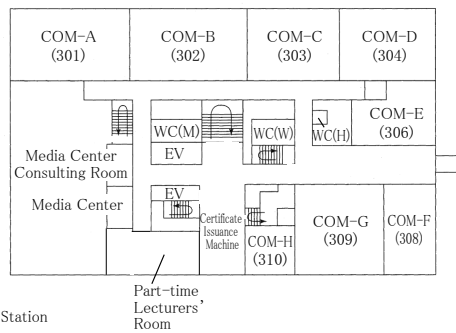 COM-A
(301)
COM-B
(302)
COM-C
(303)
COM-D
(304)
COM-E
(306)
WC(M)
WC(W)
WC(H)
EV
Media Center
Consulting Room
Media Center
EV
Certificate
Issuance
Machine
COM-H
(310)
COM-G
(309)
COM-F
(308)
Part-time
Lecturers'
Room
Station